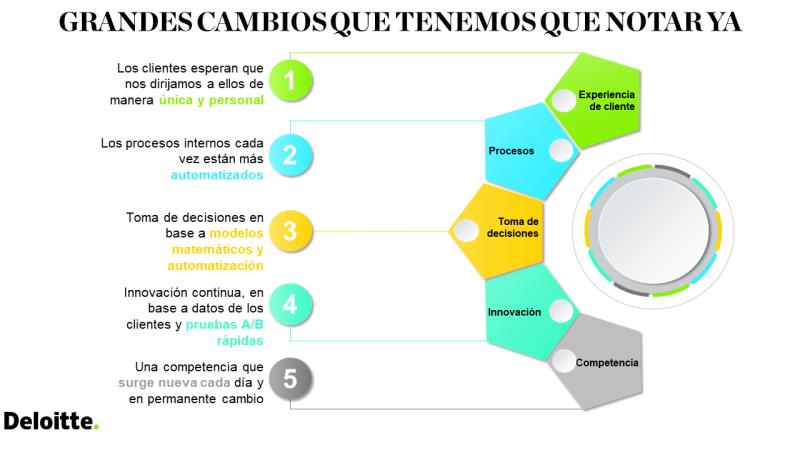 GRANDES CAMBIOS QUE TENEMOS QUE NOTAR YA
Los clientes esperan que
nos dirijamos a ellos de
manera única y personal
1
Experiencia
de cliente
Los procesos internos cada
vez están más
automatizados
2
Procesos
Toma de decisiones en
base a modelos
matemáticos y
automatización
3
Toma de
decisiones
Innovación continua, en
base a datos de los
clientes y pruebas A/B
rápidas
4
Innovación
Una competencia que
surge nueva cada día y
en permanente cambio
5
Competencia
Deloitte.